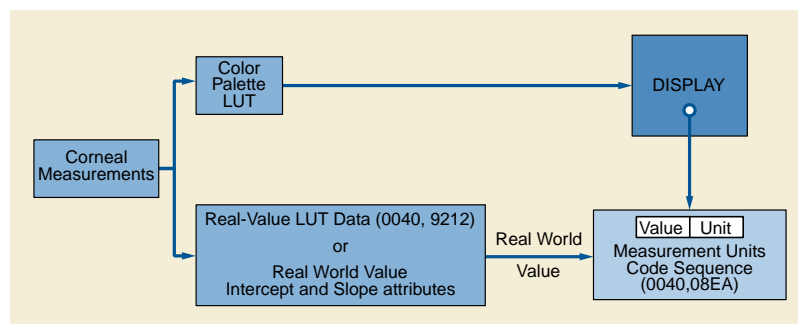 Color
Palette
LUT
DISPLAY
Corneal
Measurements
Real-Value LUT Data (0040, 9212)
or
Real World Value
Intercept and Slope attributes
Real World
Value
Value Unit
Measurement Units
Code Sequence
(0040,08EA)